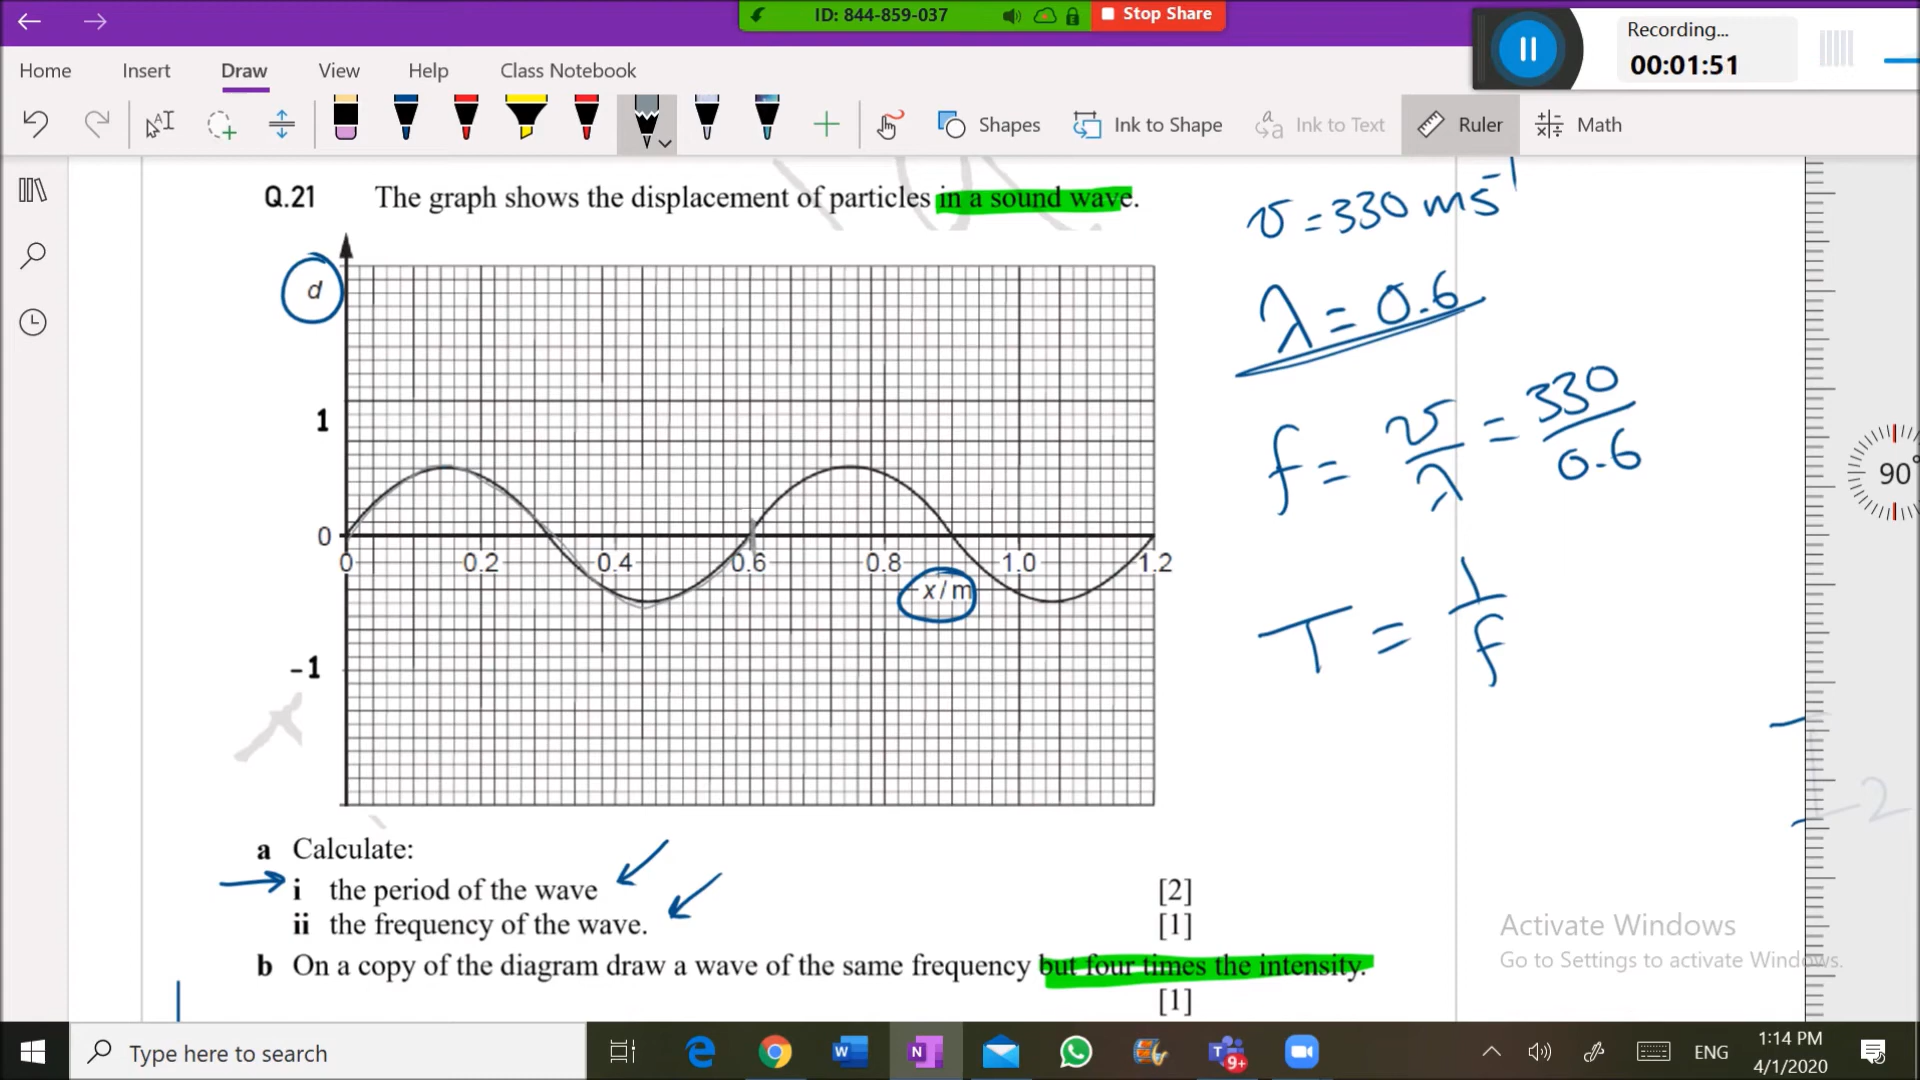 ID: 844-859-037
Stop Share
Recording...
00:01:51
Home Insert Draw View Help Class Notebook
Shapes Ink to Shape Ink to Text Ruler Math
Q.21 The graph shows the displacement of particles in a sound wave.
d
1
0
-1
0 0.2 0.4 0.6 0.8 1.0 1.2
x/m
v = 330 ms⁻¹
λ = 0.6
f = v/λ = 330/0.6
T = 1/f
90°
a Calculate:
i the period of the wave [2]
ii the frequency of the wave. [1]
b On a copy of the diagram draw a wave of the same frequency but four times the intensity.
[1]
Activate Windows
Go to Settings to activate Windows.
Type here to search
9+
ENG
1:14 PM
4/1/2020